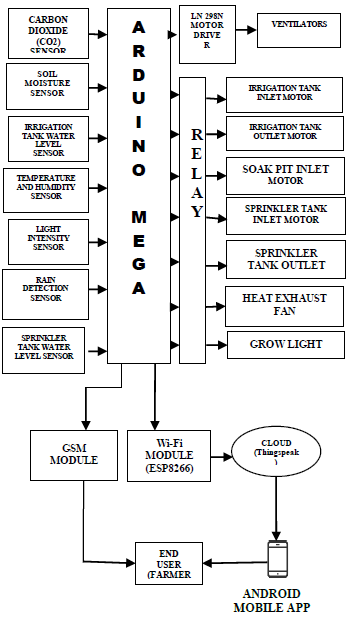 CARBON
DIOXIDE
(CO2)
SENSOR
SOIL
MOISTURE
SENSOR
IRRIGATION
TANK WATER
LEVEL
SENSOR
TEMPERATURE
AND HUMIDITY
SENSOR
LIGHT
INTENSITY
SENSOR
RAIN
DETECTION
SENSOR
SPRINKLER
TANK WATER
LEVEL SENSOR
A
R
D
U
I
N
O
M
E
G
A
LN 298N
MOTOR
DRIVE
R
VENTILATORS
R
E
L
A
Y
IRRIGATION TANK
INLET MOTOR
IRRIGATION TANK
OUTLET MOTOR
SOAK PIT INLET
MOTOR
SPRINKLER TANK
INLET MOTOR
SPRINKLER
TANK OUTLET
HEAT EXHAUST
FAN
GROW LIGHT
GSM
MODULE
Wi-Fi
MODULE
(ESP8266)
CLOUD
(Thingspeak
)
END
USER
(FARMER
ANDROID
MOBILE APP